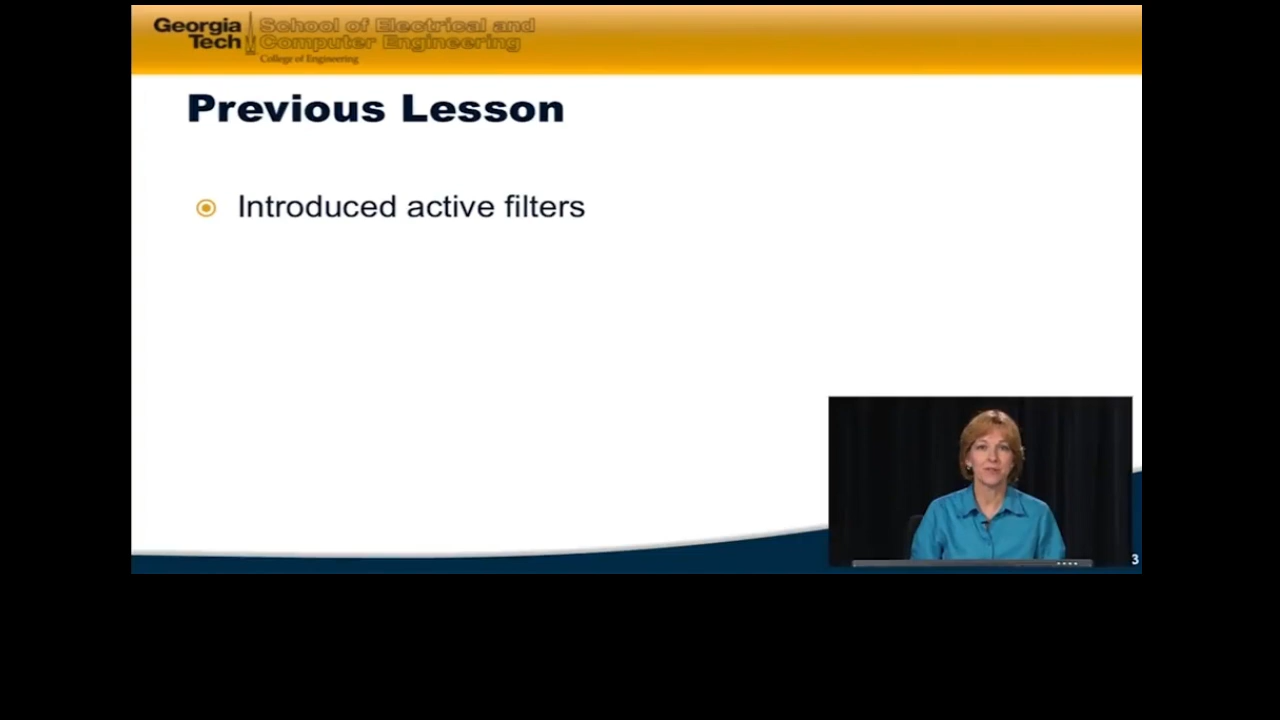 Georgia Tech
School of Electrical and
Computer Engineering
College of Engineering
Previous Lesson
Introduced active filters
3